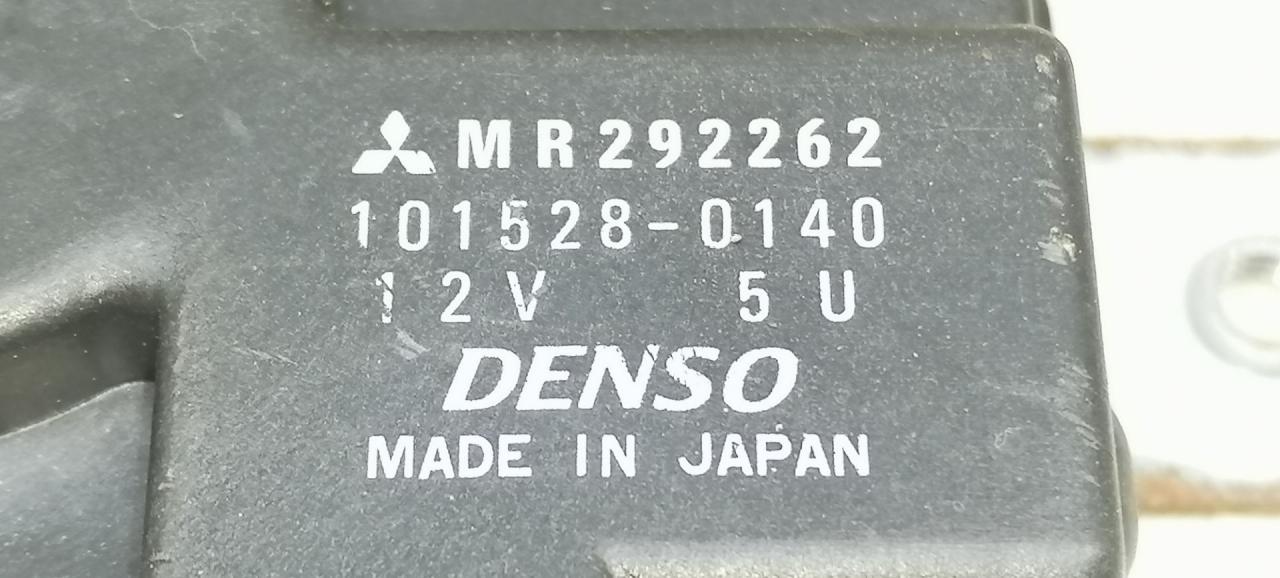 MR292262
101528-0140
12V 5U
DENSO
MADE IN JAPAN